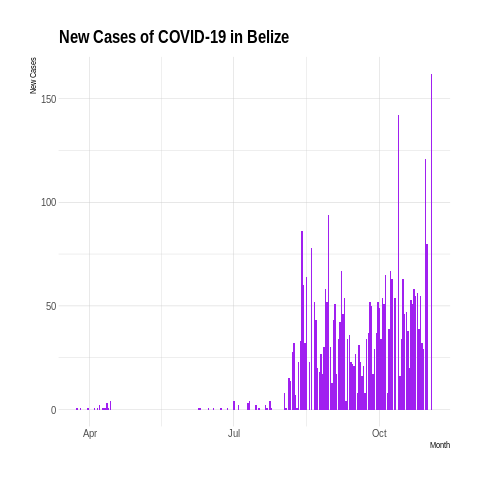 New Cases of COVID-19 in Belize
New Cases
150
100
50
0
Apr
Jul
Oct
Month